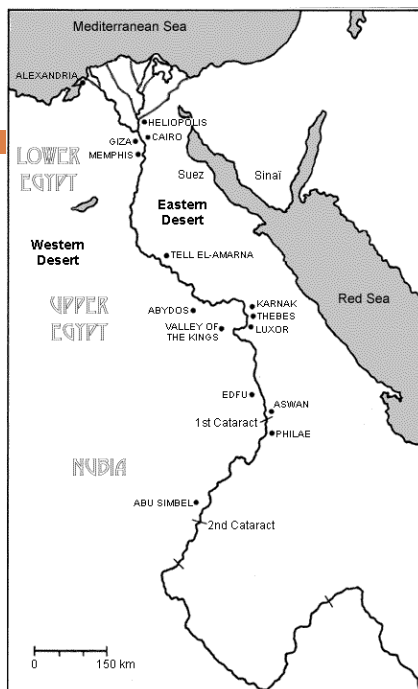 Mediterranean Sea
ALEXANDRIA
HELIOPOLIS
GIZA
CAIRO
MEMPHIS
LOWER
EGYPT
Suez
Sinaï
Eastern
Desert
Western
Desert
TELL EL-AMARNA
Red Sea
UPPER
EGYPT
ABYDOS
KARNAK
THEBES
VALLEY OF
THE KINGS
LUXOR
EDFU
ASWAN
1st Cataract
PHILAE
NUBIA
ABU SIMBEL
2nd Cataract
0 150 km